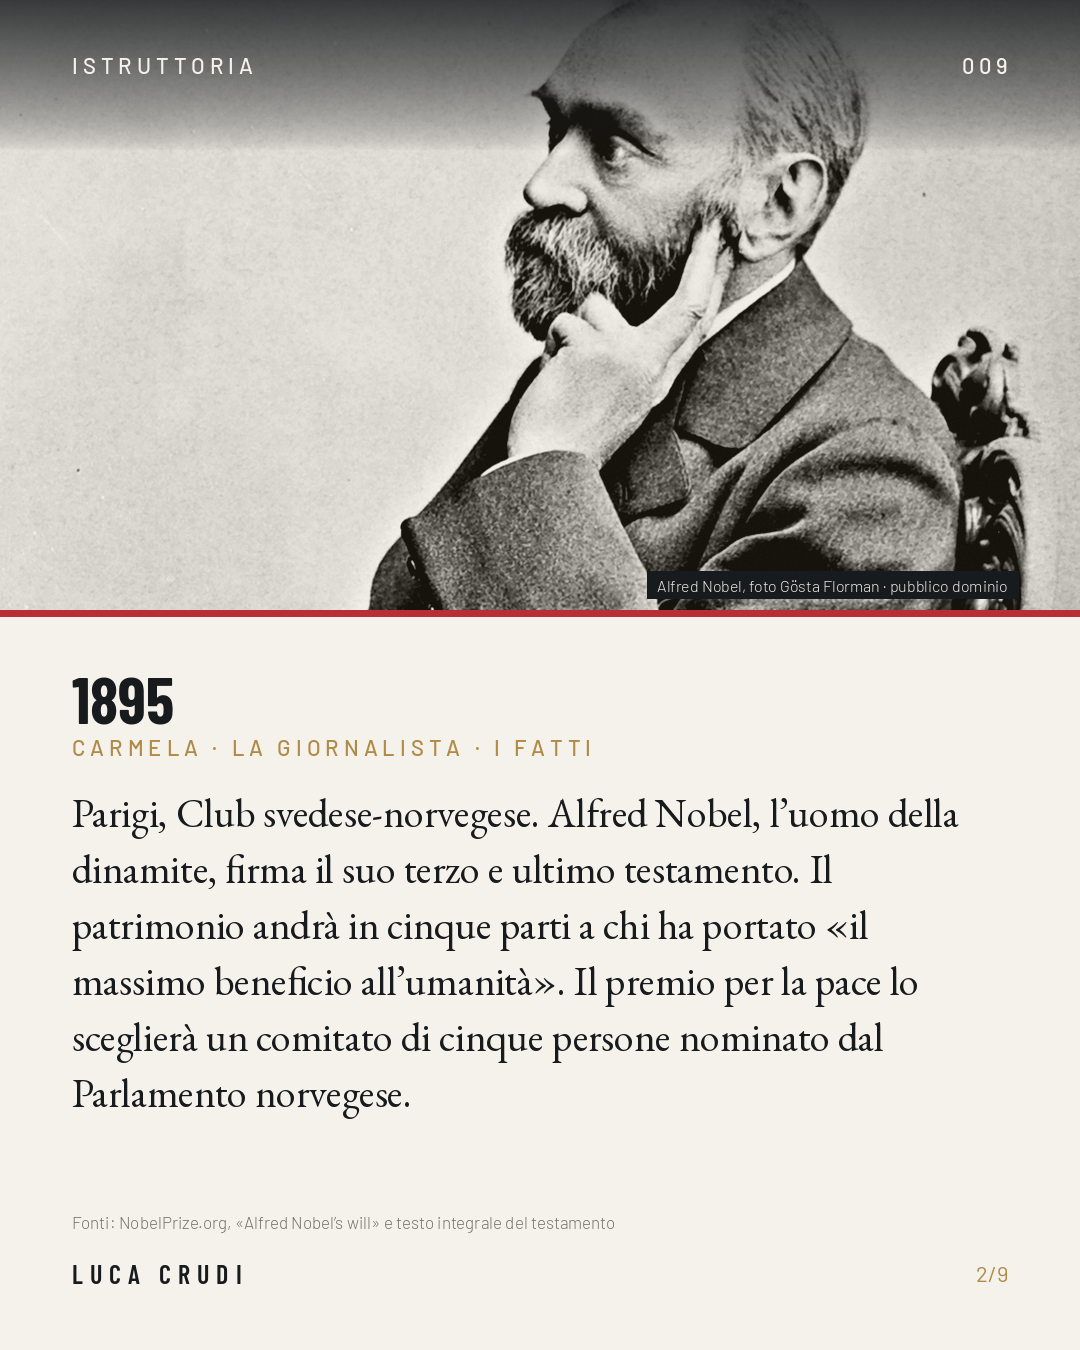 ISTRUTTORIA
009
Alfred Nobel, foto Gösta Florman · pubblico dominio
1895
CARMELA · LA GIORNALISTA · I FATTI
Parigi, Club svedese-norvegese. Alfred Nobel, l’uomo della
dinamite, firma il suo terzo e ultimo testamento. Il
patrimonio andrà in cinque parti a chi ha portato «il
massimo beneficio all’umanità». Il premio per la pace lo
sceglierà un comitato di cinque persone nominato dal
Parlamento norvegese.
Fonti: NobelPrize.org, «Alfred Nobel’s will» e testo integrale del testamento
LUCA CRUDI
2/9